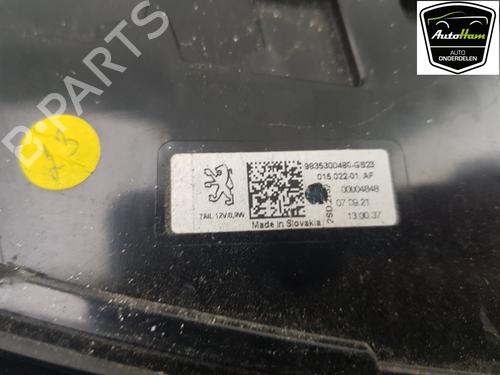 AutoHam
AUTO
ONDERDELEN
B-PARTS
9835300480-GS23
015.022-01, AF
00004848
07.09.21
13:00:37
TAIL 12V/0,9W
Made in Slovakia